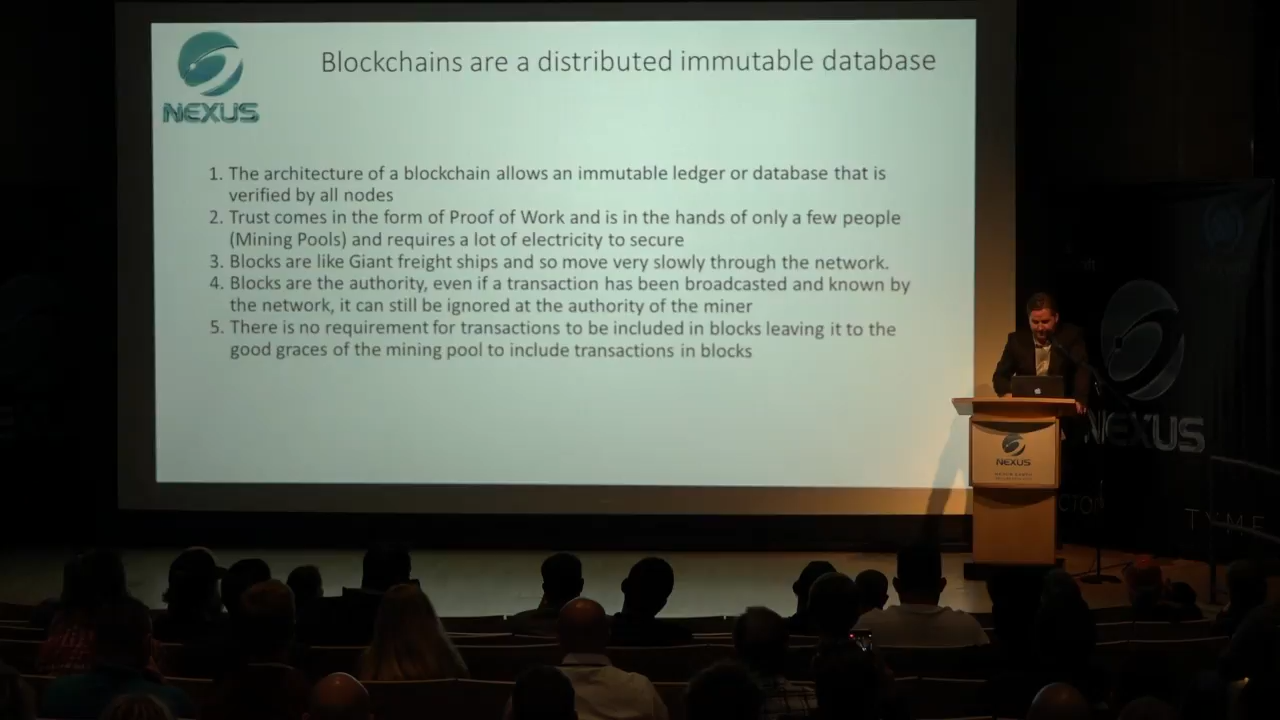 Blockchains are a distributed immutable database
NEXUS
1. The architecture of a blockchain allows an immutable ledger or database that is
verified by all nodes
2. Trust comes in the form of Proof of Work and is in the hands of only a few people
(Mining Pools) and requires a lot of electricity to secure
3. Blocks are like Giant freight ships and so move very slowly through the network.
4. Blocks are the authority, even if a transaction has been broadcasted and known by
the network, it can still be ignored at the authority of the miner
5. There is no requirement for transactions to be included in blocks leaving it to the
good graces of the mining pool to include transactions in blocks
NEXUS
NEXUS
TYME